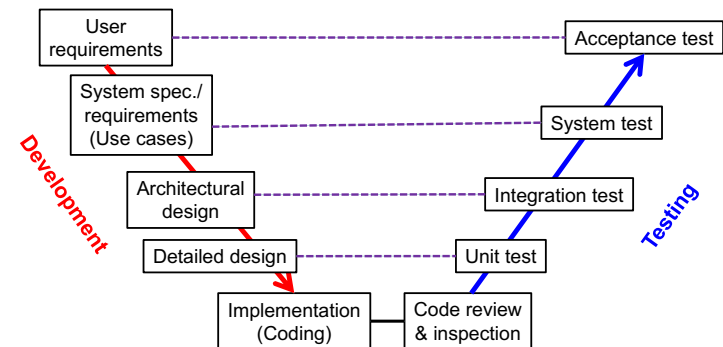 User
requirements
Acceptance test
System spec./
requirements
(Use cases)
System test
Development
Architectural
design
Integration test
Testing
Detailed design
Unit test
Implementation
(Coding)
Code review
& inspection